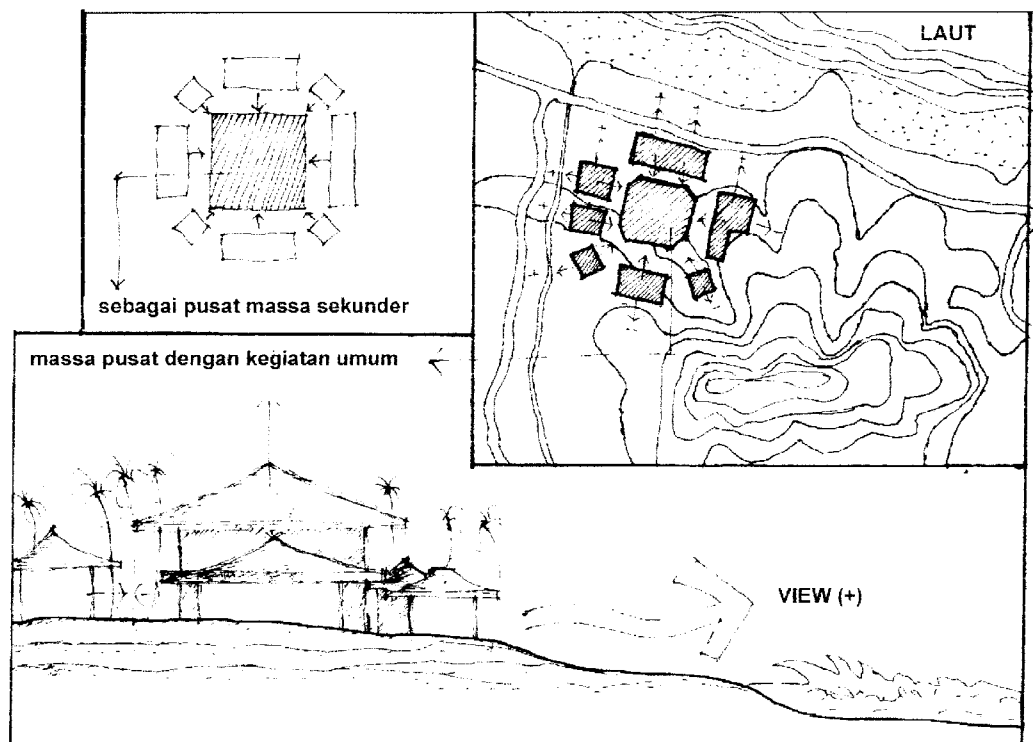 LAUT
sebagai pusat massa sekunder
massa pusat dengan kegiatan umum
VIEW (+)